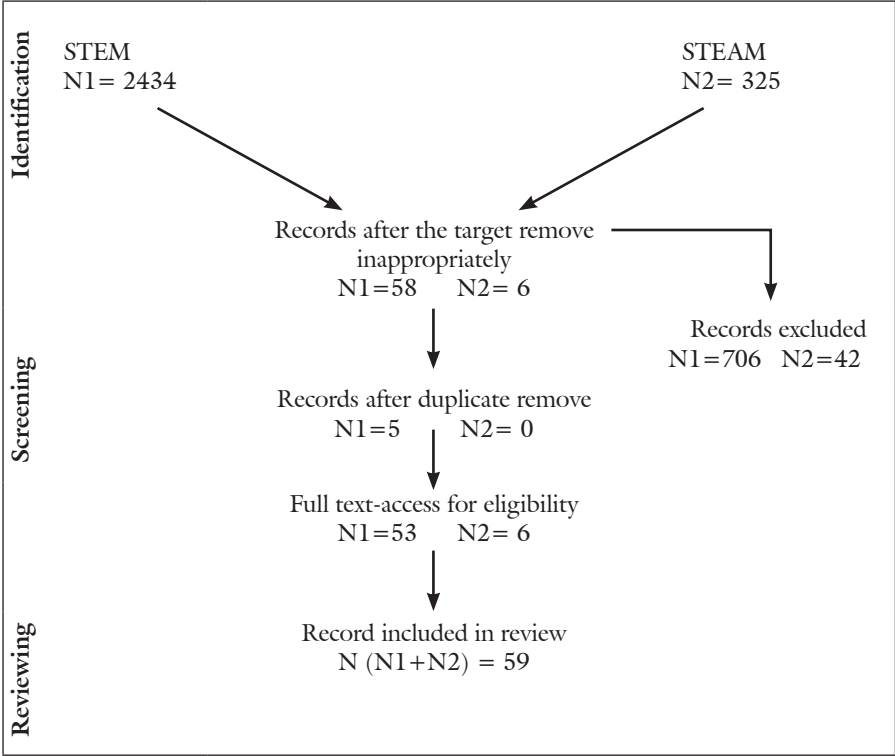 Identification
STEM
N1= 2434
STEAM
N2= 325
Records after the target remove
inappropriately
N1=58 N2= 6
Records excluded
N1=706 N2=42
Screening
Records after duplicate remove
N1=5 N2= 0
Full text-access for eligibility
N1=53 N2= 6
Reviewing
Record included in review
N (N1+N2) = 59